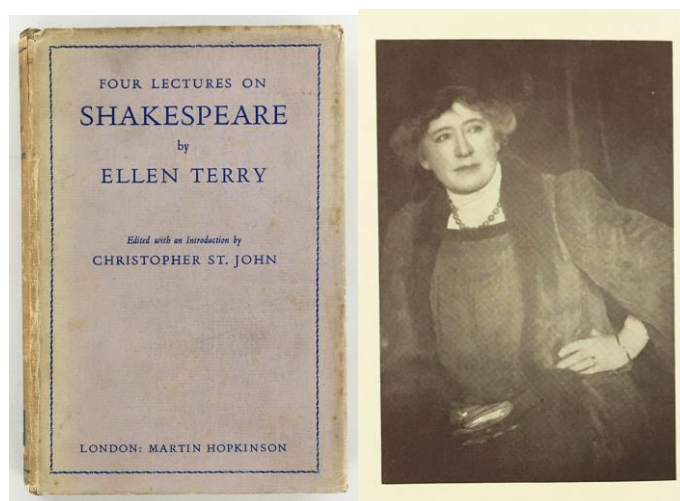 FOUR LECTURES ON
SHAKESPEARE
by
ELLEN TERRY
Edited with an Introduction by
CHRISTOPHER ST. JOHN
LONDON: MARTIN HOPKINSON